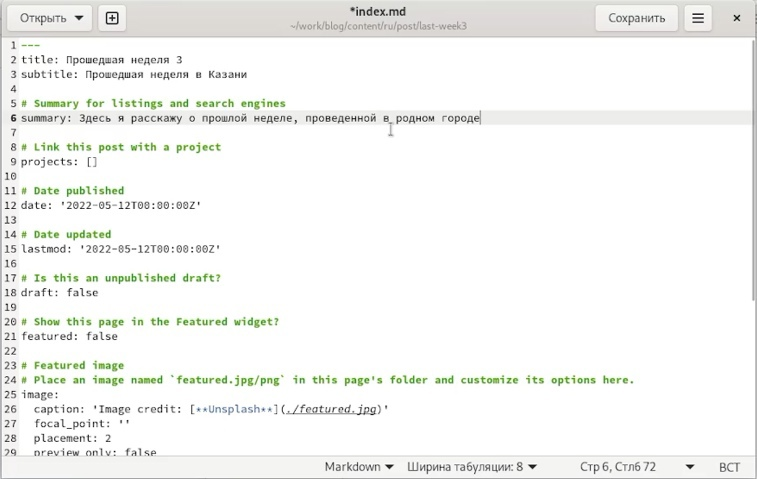 Открыть
*index.md
~/work/blog/content/ru/post/last-week3
Сохранить
1 ---
2 title: Прошедшая неделя 3
3 subtitle: Прошедшая неделя в Казани
4
5 # Summary for listings and search engines
6 summary: Здесь я расскажу о прошлой неделе, проведенной в родном городе
7
8 # Link this post with a project
9 projects: []
10
11 # Date published
12 date: '2022-05-12T00:00:00Z'
13
14 # Date updated
15 lastmod: '2022-05-12T00:00:00Z'
16
17 # Is this an unpublished draft?
18 draft: false
19
20 # Show this page in the Featured widget?
21 featured: false
22
23 # Featured image
24 # Place an image named `featured.jpg/png` in this page's folder and customize its options here.
25 image:
26 caption: 'Image credit: [**Unsplash**](./featured.jpg)'
27 focal_point: ''
28 placement: 2
29 preview_only: false
Markdown Ширина табуляции: 8 Стр 6, Стлб 72 ВСТ